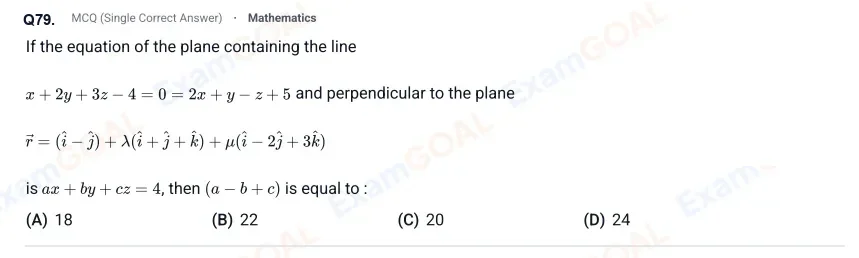 Q79. MCQ (Single Correct Answer) · Mathematics
If the equation of the plane containing the line
x + 2y + 3z − 4 = 0 = 2x + y − z + 5 and perpendicular to the plane
r⃗ = (î − ĵ) + λ(î + ĵ + k̂) + μ(î − 2ĵ + 3k̂)
is ax + by + cz = 4, then (a − b + c) is equal to :
(A) 18 (B) 22 (C) 20 (D) 24